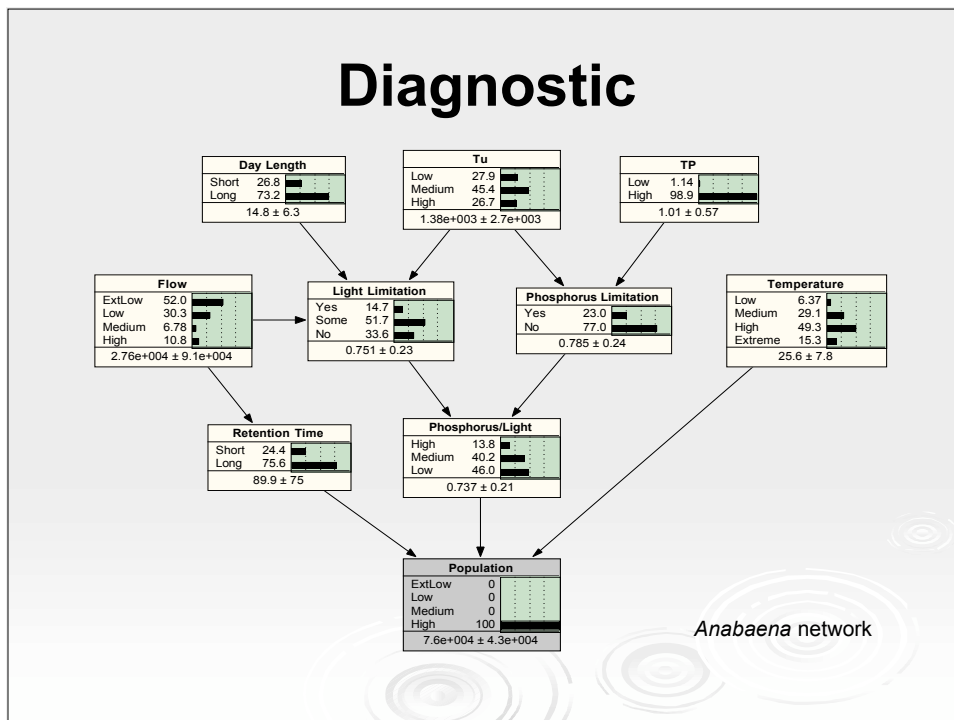 Diagnostic
Day Length
Short 26.8
Long 73.2
14.8 ± 6.3
Tu
Low 27.9
Medium 45.4
High 26.7
1.38e+003 ± 2.7e+003
TP
Low 1.14
High 98.9
1.01 ± 0.57
Flow
ExtLow 52.0
Low 30.3
Medium 6.78
High 10.8
2.76e+004 ± 9.1e+004
Light Limitation
Yes 14.7
Some 51.7
No 33.6
0.751 ± 0.23
Phosphorus Limitation
Yes 23.0
No 77.0
0.785 ± 0.24
Temperature
Low 6.37
Medium 29.1
High 49.3
Extreme 15.3
25.6 ± 7.8
Retention Time
Short 24.4
Long 75.6
89.9 ± 75
Phosphorus/Light
High 13.8
Medium 40.2
Low 46.0
0.737 ± 0.21
Population
ExtLow 0
Low 0
Medium 0
High 100
7.6e+004 ± 4.3e+004
Anabaena network